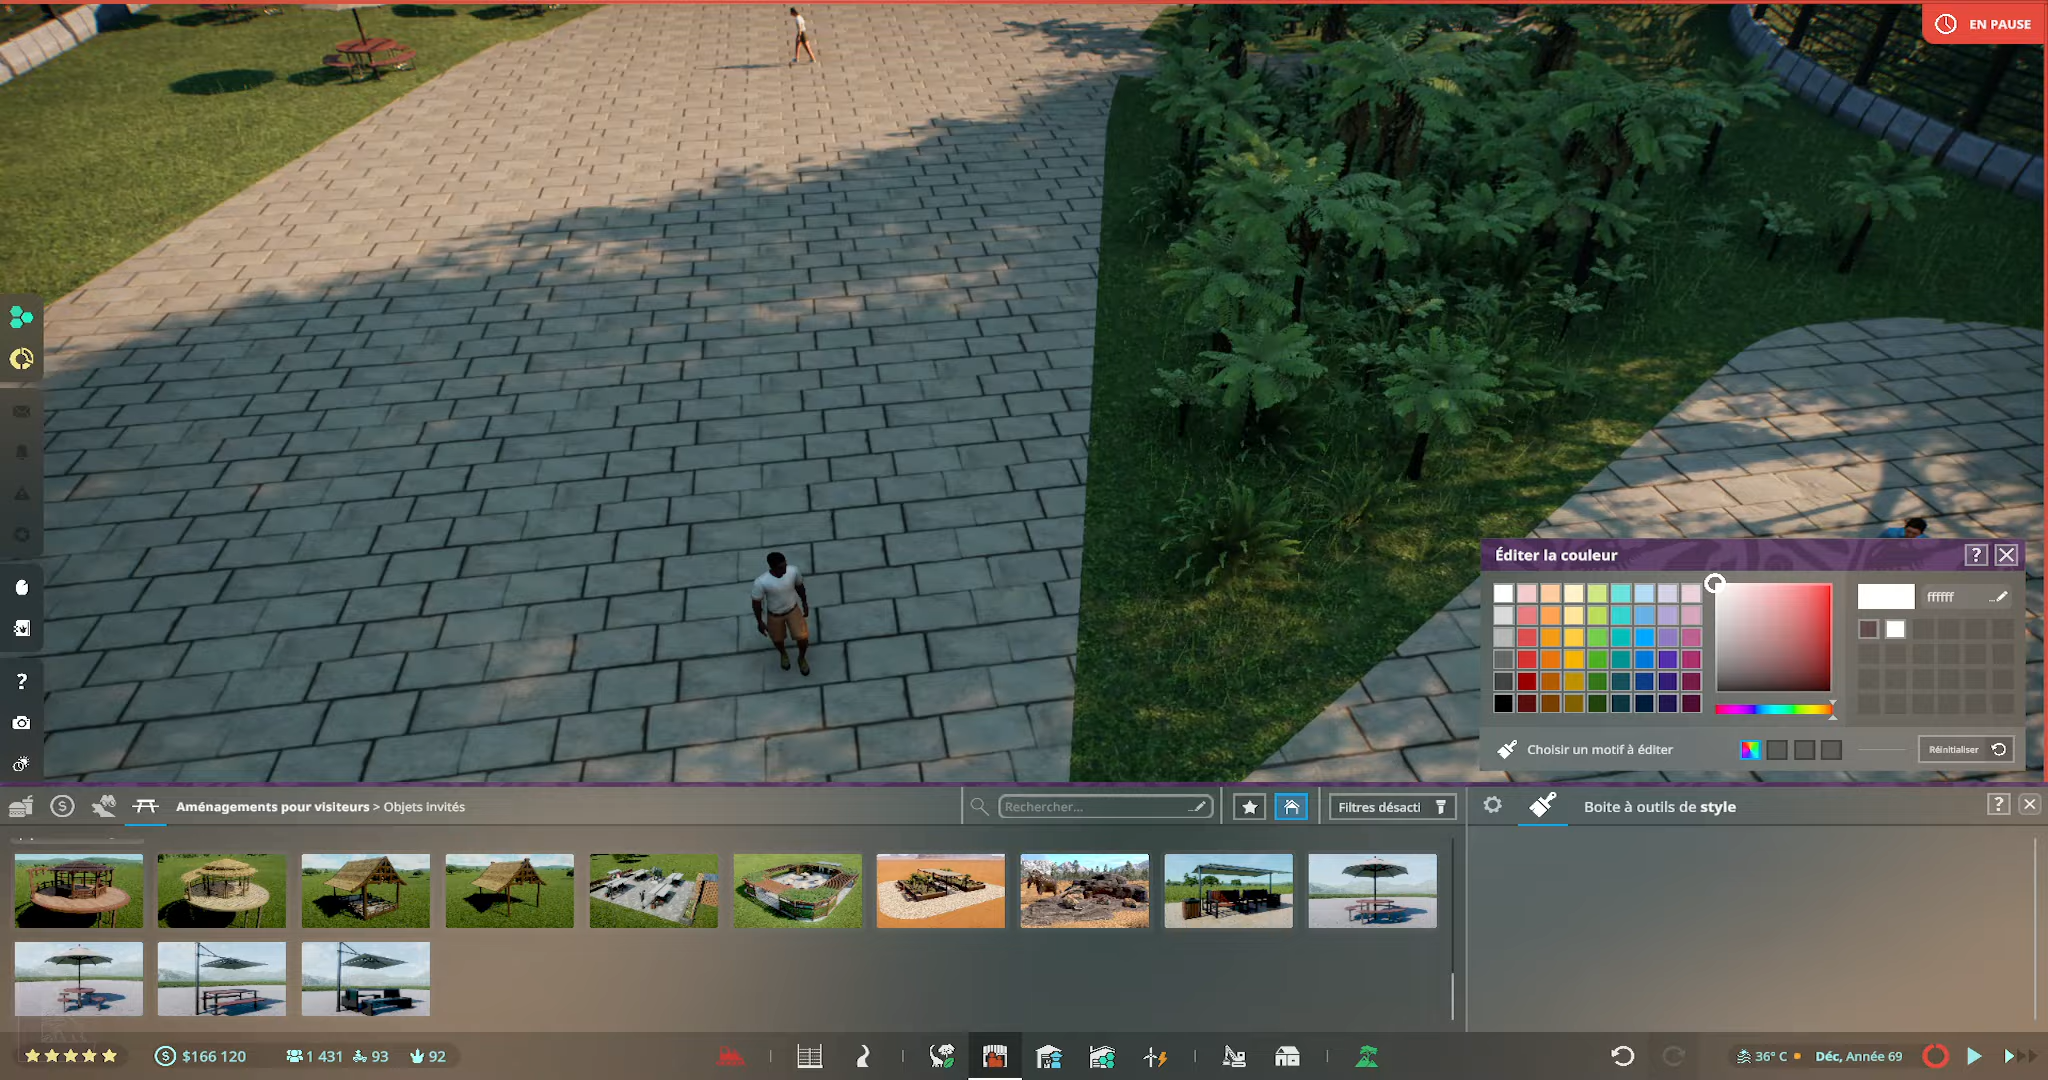 EN PAUSE
Éditer la couleur
?
ffffff
...
Choisir un motif à éditer
Réinitialiser
?
Aménagements pour visiteurs > Objets invités
Rechercher...
Filtres désacti
Boite à outils de style
?
$166 120
1 431
93
92
36° C
Déc, Année 69